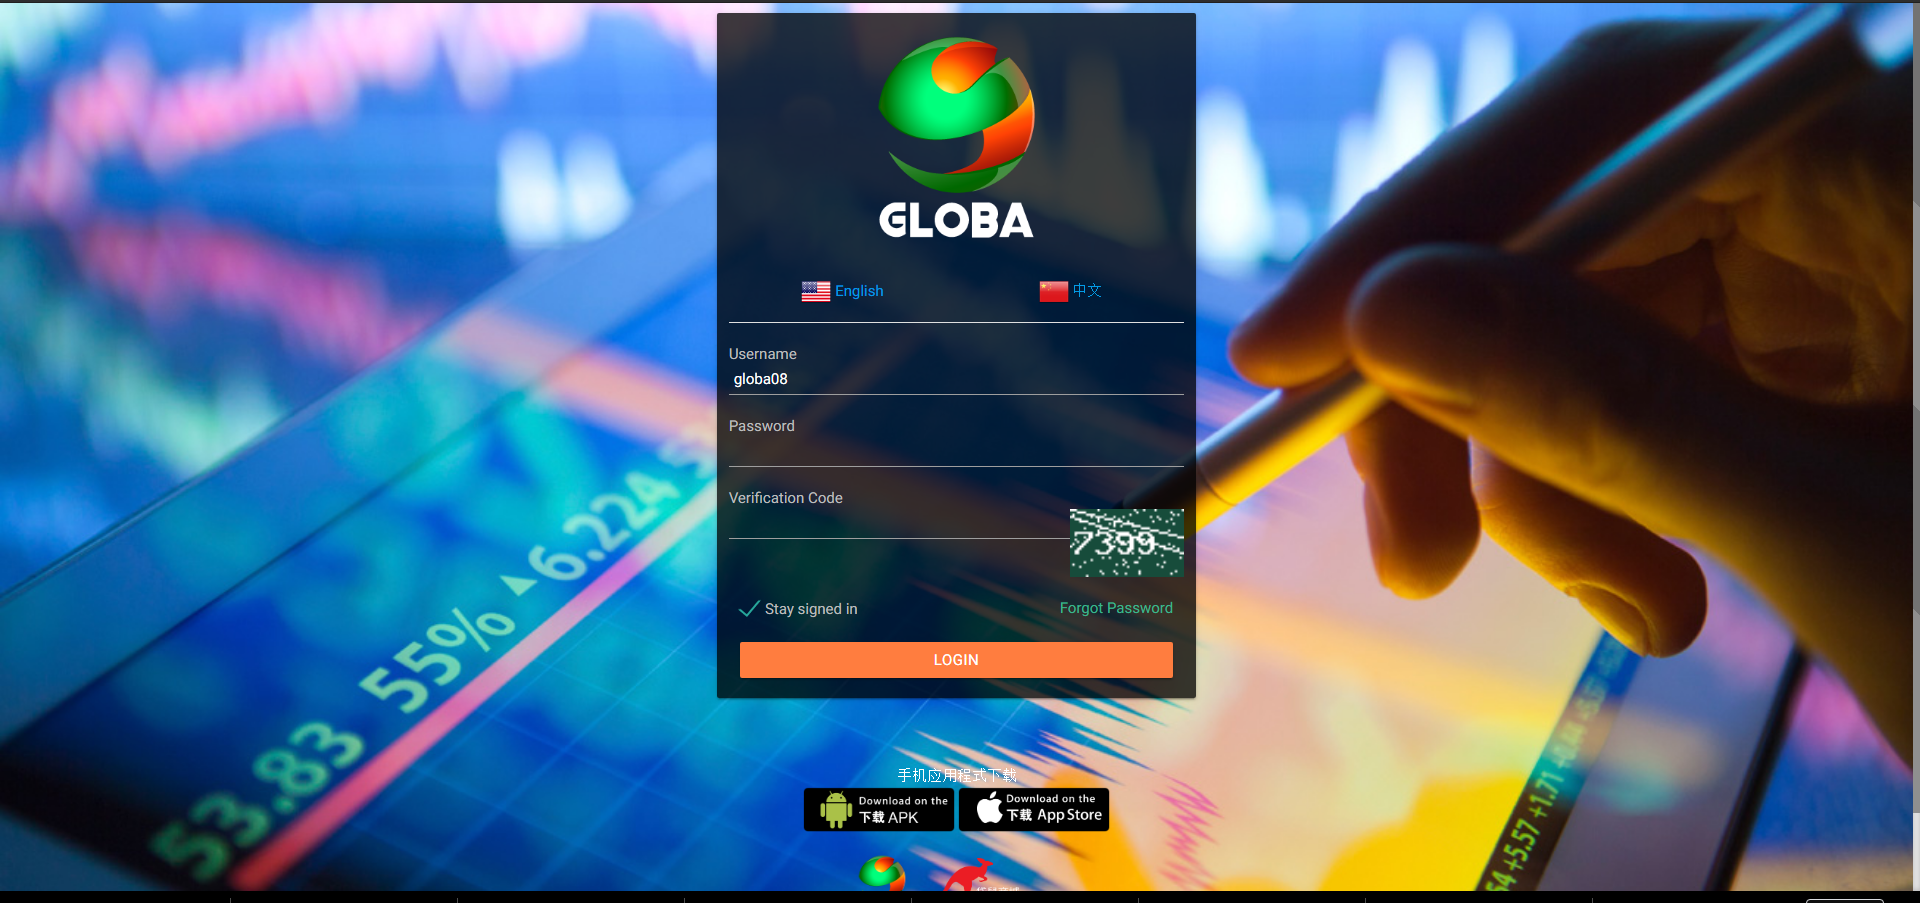 GLOBA
English
中文
Username
globa08
Password
Verification Code
7399
Stay signed in
Forgot Password
LOGIN
53.83 55% ▲6.224
+5.57 +1.71 +0.44
手机应用程式下载
Download on the
下载 APK
Download on the
下载 App Store